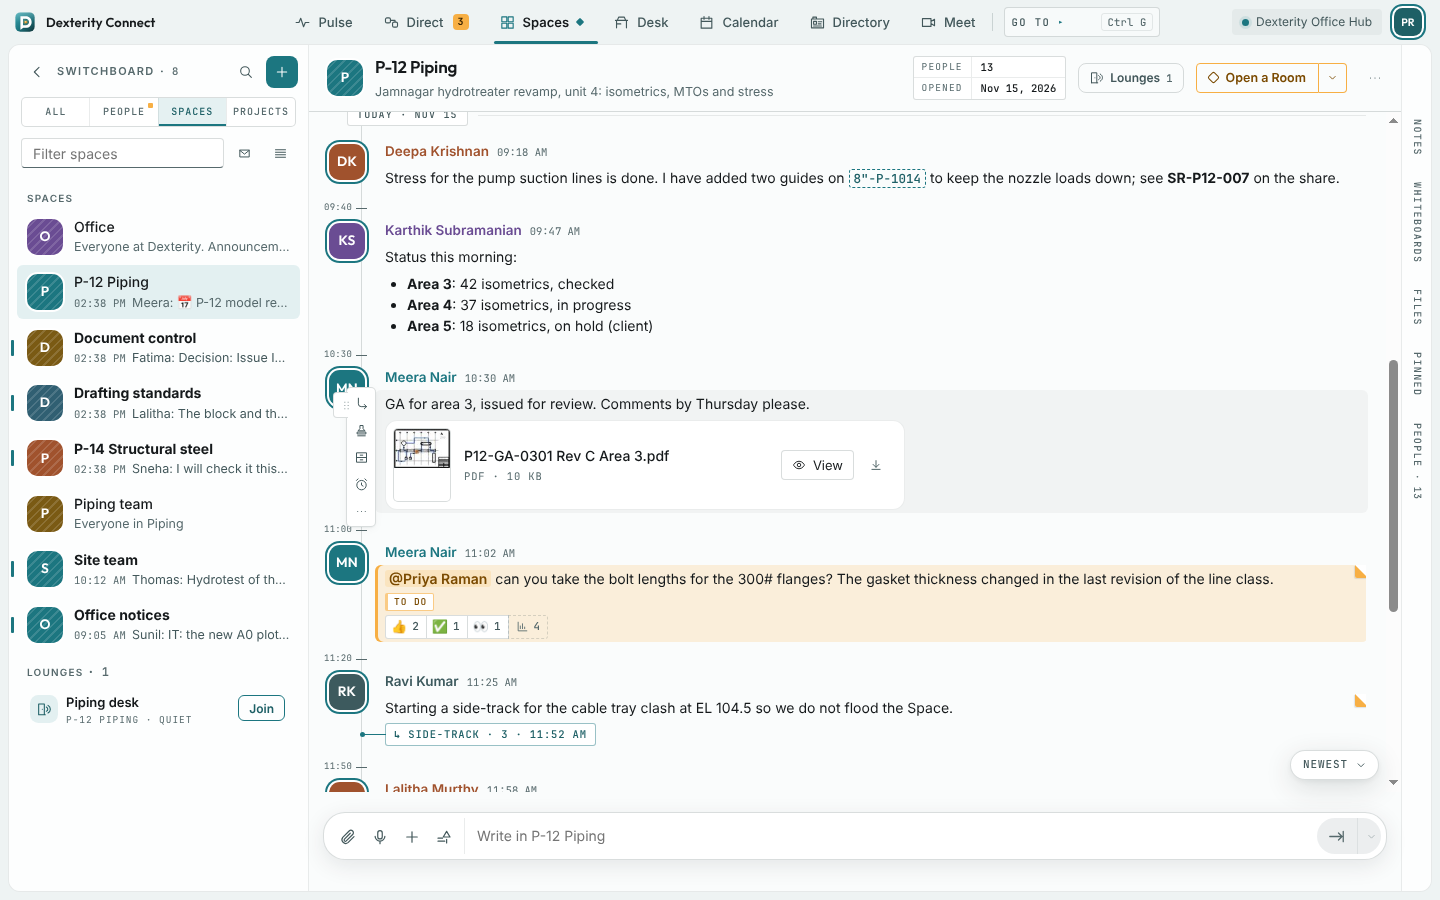 Dexterity Connect
Pulse
Direct 3
Spaces
Desk
Calendar
Directory
Meet
GO TO Ctrl G
Dexterity Office Hub
PR
SWITCHBOARD · 8
ALL PEOPLE SPACES PROJECTS
Filter spaces
SPACES
O
Office
Everyone at Dexterity. Announcem...
P
P-12 Piping
02:38 PM Meera: 📅 P-12 model re...
D
Document control
02:38 PM Fatima: Decision: Issue I...
D
Drafting standards
02:38 PM Lalitha: The block and th...
P
P-14 Structural steel
02:38 PM Sneha: I will check it this...
P
Piping team
Everyone in Piping
S
Site team
10:12 AM Thomas: Hydrotest of th...
O
Office notices
09:05 AM Sunil: IT: the new A0 plot...
LOUNGES · 1
Piping desk
P-12 PIPING · QUIET
Join
P
P-12 Piping
Jamnagar hydrotreater revamp, unit 4: isometrics, MTOs and stress
PEOPLE 13
OPENED Nov 15, 2026
Lounges 1
Open a Room
TODAY · NOV 15
DK
Deepa Krishnan 09:18 AM
Stress for the pump suction lines is done. I have added two guides on 8"-P-1014 to keep the nozzle loads down; see SR-P12-007 on the share.
09:40
KS
Karthik Subramanian 09:47 AM
Status this morning:
• Area 3: 42 isometrics, checked
• Area 4: 37 isometrics, in progress
• Area 5: 18 isometrics, on hold (client)
10:30
MN
Meera Nair 10:30 AM
GA for area 3, issued for review. Comments by Thursday please.
P12-GA-0301 Rev C Area 3.pdf
PDF · 10 KB
View
11:00
MN
Meera Nair 11:02 AM
@Priya Raman can you take the bolt lengths for the 300# flanges? The gasket thickness changed in the last revision of the line class.
TO DO
👍 2 ✅ 1 👀 1 4
11:20
RK
Ravi Kumar 11:25 AM
Starting a side-track for the cable tray clash at EL 104.5 so we do not flood the Space.
↳ SIDE-TRACK · 3 · 11:52 AM
11:50
Lalitha Murthy 11:58 AM
NEWEST
Write in P-12 Piping
NOTES
WHITEBOARDS
FILES
PINNED
PEOPLE · 13